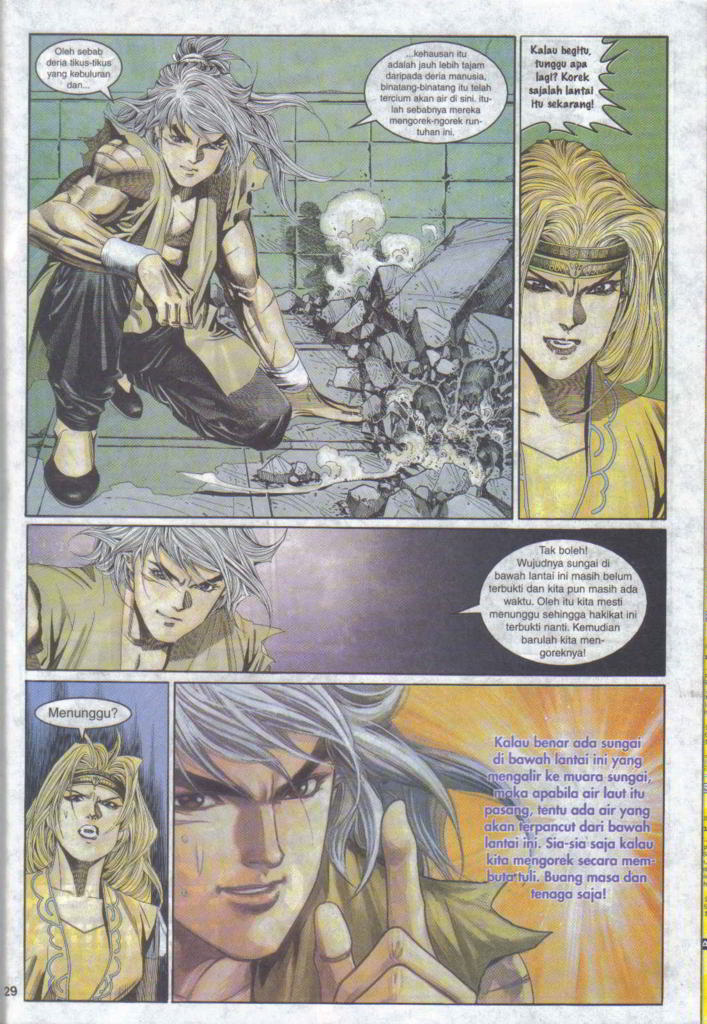 Oleh sebab
deria tikus-tikus
yang kebuluran
dan...
...kehausan itu
adalah jauh lebih tajam
daripada deria manusia,
binatang-binatang itu telah
tercium akan air di sini. itu-
lah sebabnya mereka
mengorek-ngorek run-
tuhan ini.
Kalau begitu,
tunggu apa
lagi? Korek
sajalah lantai
itu sekarang!
Tak boleh!
Wujudnya sungai di
bawah lantai ini masih belum
terbukti dan kita pun masih ada
waktu. Oleh itu kita mesti
menunggu sehingga hakikat ini
terbukti nanti. Kemudian
barulah kita men-
goreknya!
Menunggu?
Kalau benar ada sungai
di bawah lantai ini yang
mengalir ke muara sungai,
maka apabila air laut itu
pasang, tentu ada air yang
akan terpancut dari bawah
lantai ini. Sia-sia saja kalau
kita mengorek secara mem-
buta tuli. Buang masa dan
tenaga saja!
29